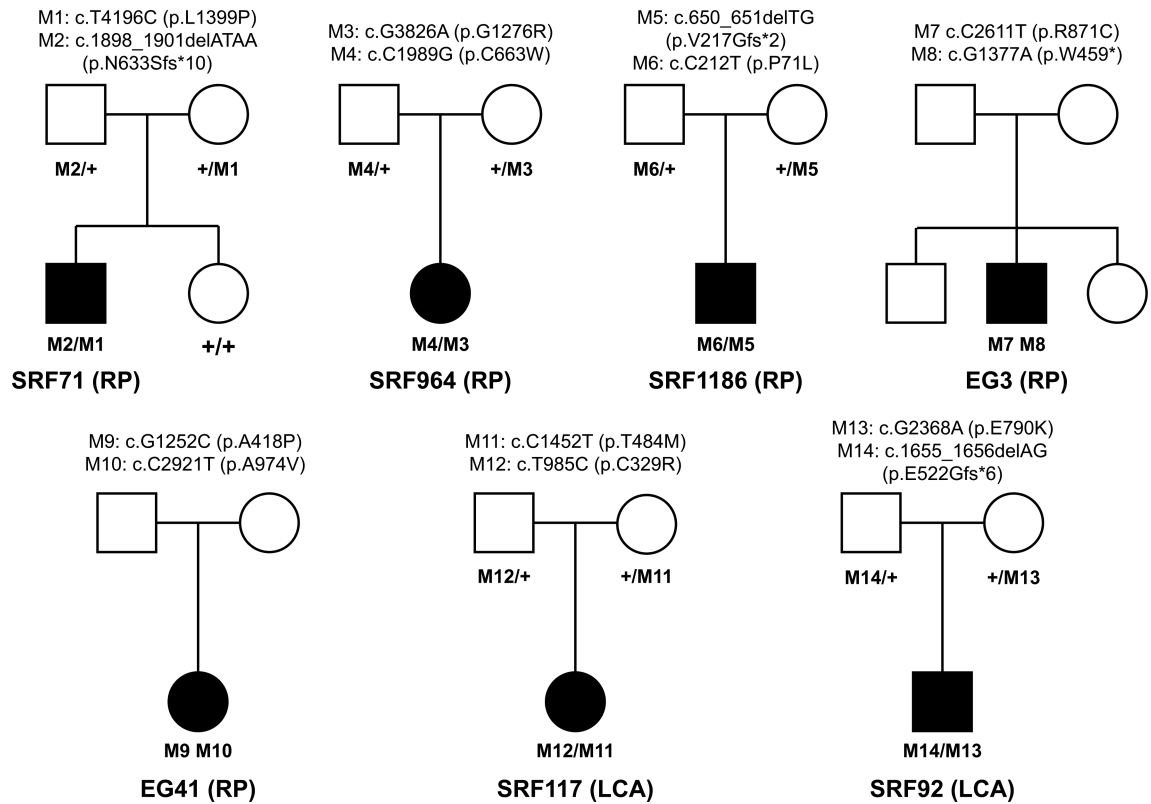 M1: c.T4196C (p.L1399P)
M2: c.1898_1901delATAA
(p.N633Sfs*10)
M2/+
+/M1
M2/M1
+/+
SRF71 (RP)
M3: c.G3826A (p.G1276R)
M4: c.C1989G (p.C663W)
M4/+
+/M3
M4/M3
SRF964 (RP)
M5: c.650_651delTG
(p.V217Gfs*2)
M6: c.C212T (p.P71L)
M6/+
+/M5
M6/M5
SRF1186 (RP)
M7 c.C2611T (p.R871C)
M8: c.G1377A (p.W459*)
M7 M8
EG3 (RP)
M9: c.G1252C (p.A418P)
M10: c.C2921T (p.A974V)
M9 M10
EG41 (RP)
M11: c.C1452T (p.T484M)
M12: c.T985C (p.C329R)
M12/+
+/M11
M12/M11
SRF117 (LCA)
M13: c.G2368A (p.E790K)
M14: c.1655_1656delAG
(p.E522Gfs*6)
M14/+
+/M13
M14/M13
SRF92 (LCA)